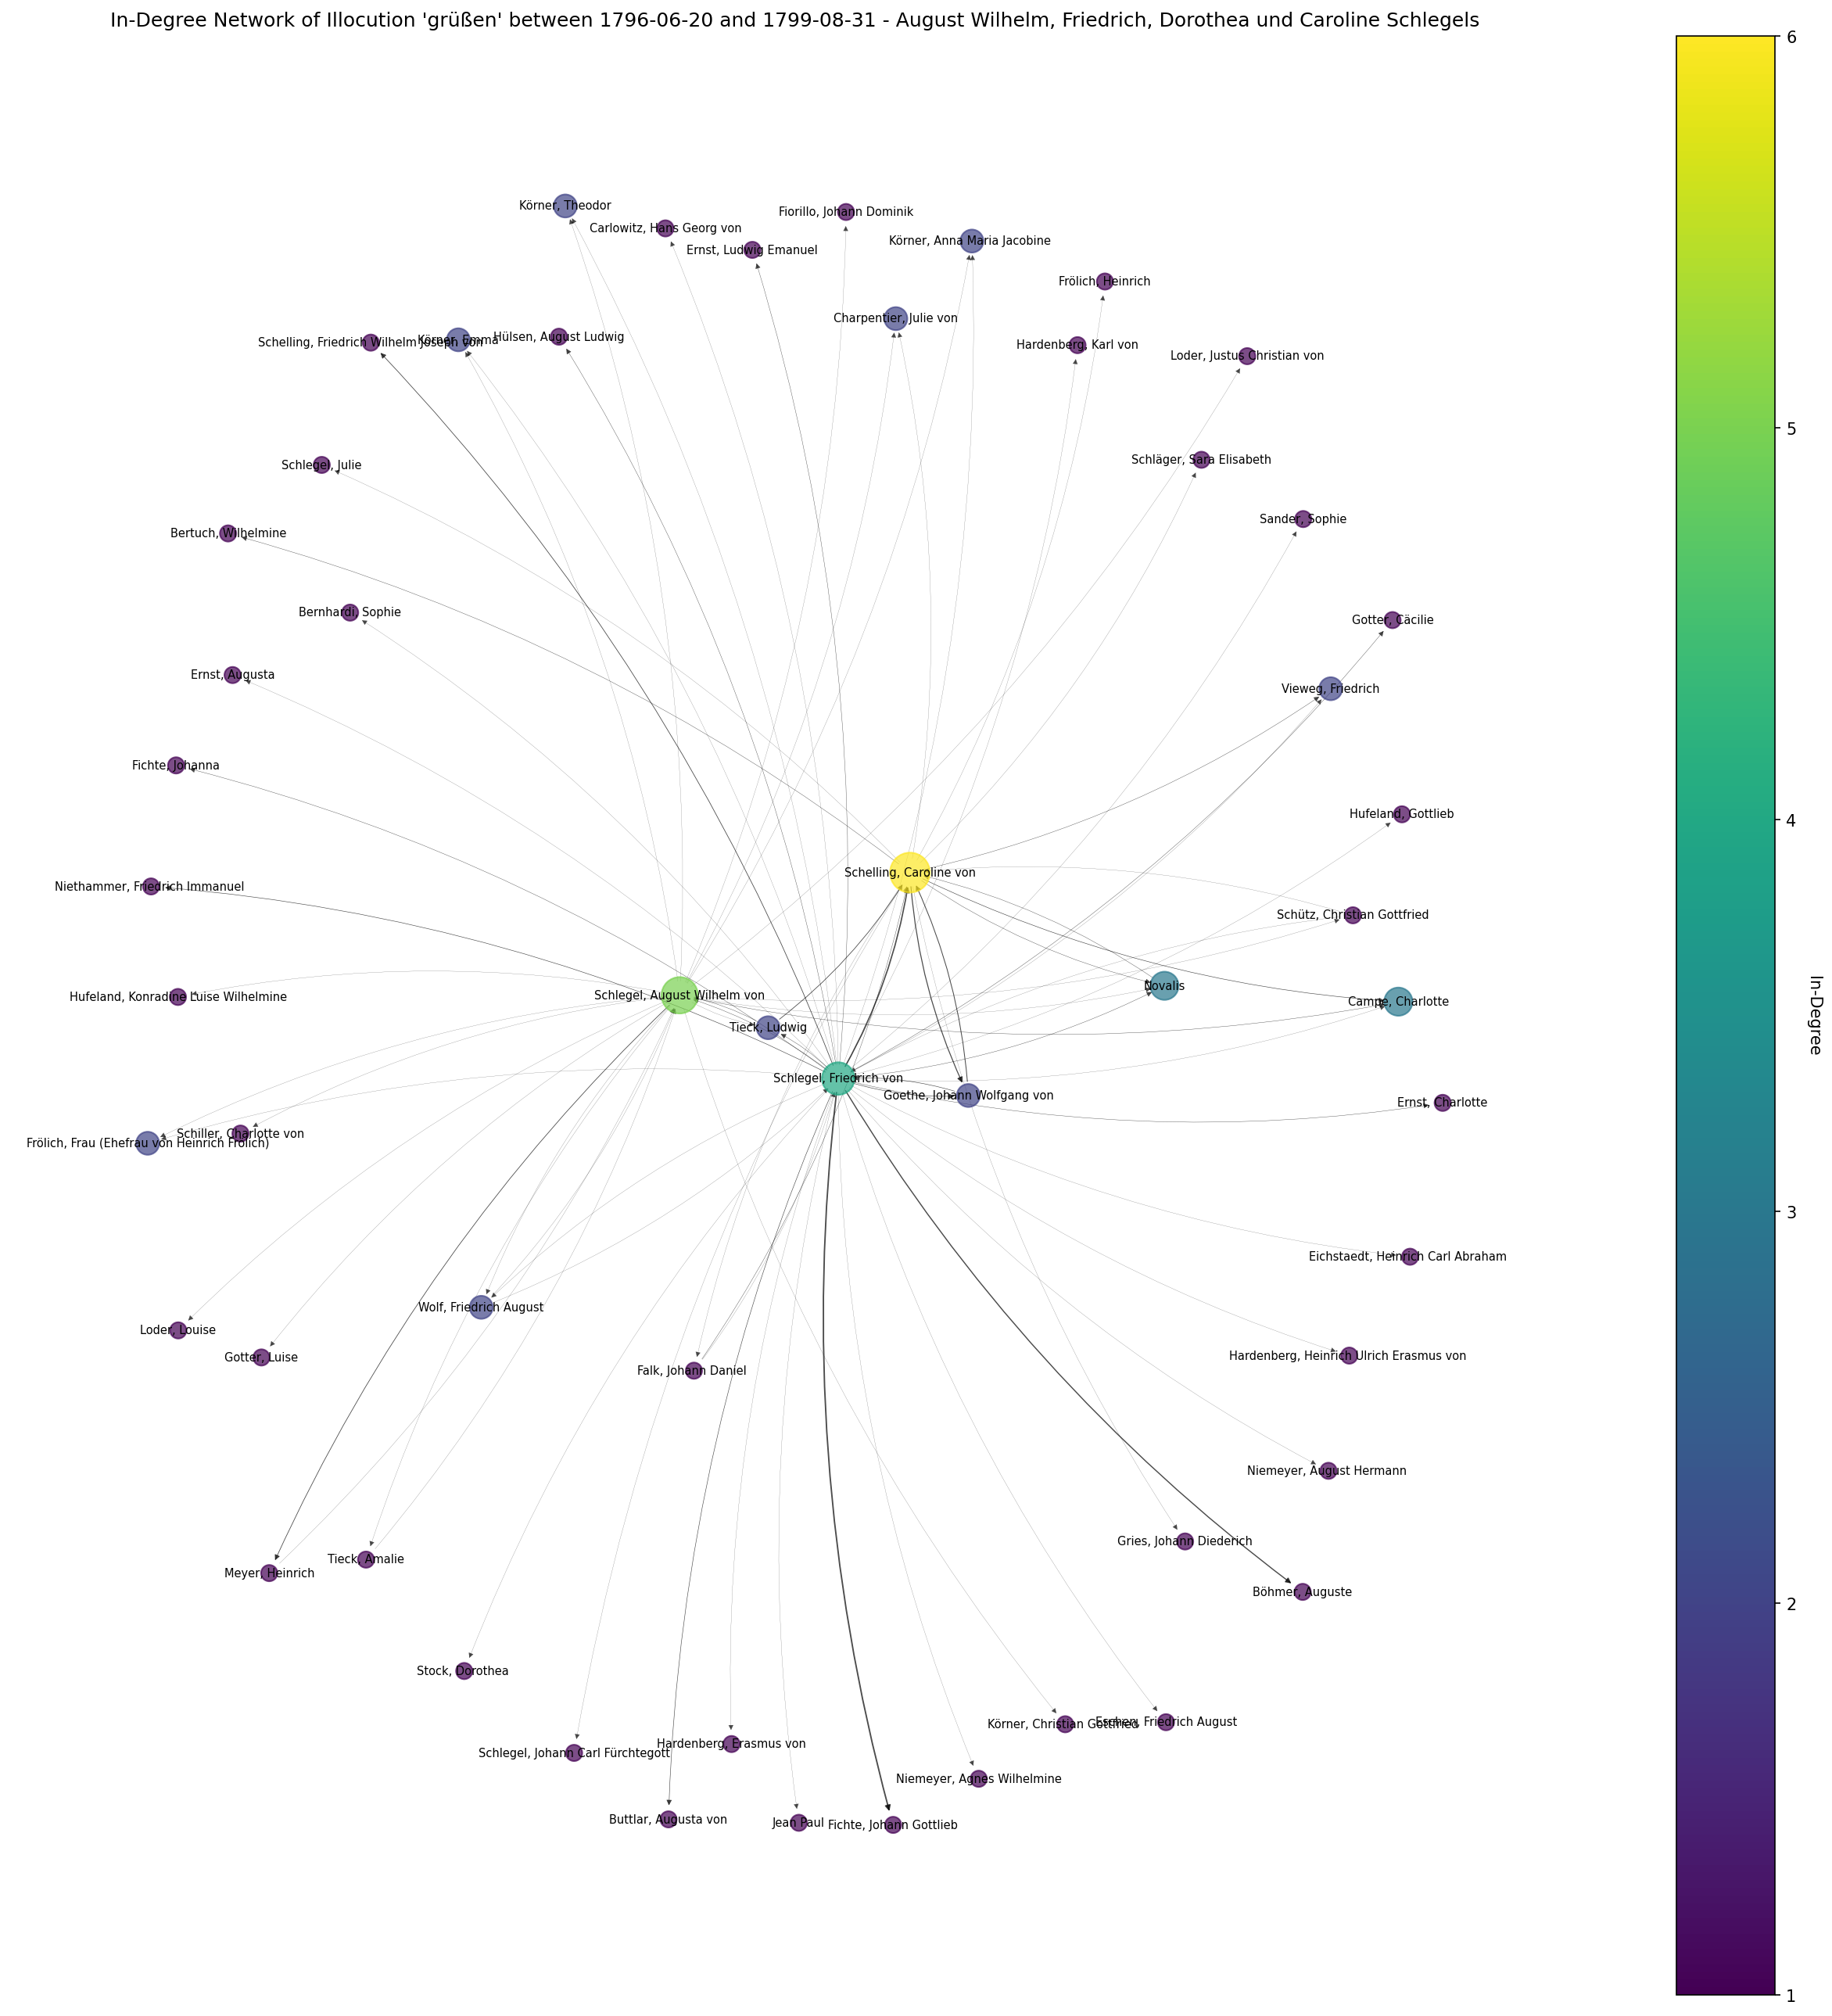 In-Degree Network of Illocution 'grüßen' between 1796-06-20 and 1799-08-31 - August Wilhelm, Friedrich, Dorothea und Caroline Schlegels
6
Körner, Theodor
Fiorillo, Johann Dominik
Carlowitz, Hans Georg von
Körner, Anna Maria Jacobine
Ernst, Ludwig Emanuel
Frölich, Heinrich
Charpentier, Julie von
Hülsen, August Ludwig
Körner, Emma
Schelling, Friedrich Wilhelm Joseph von
Hardenberg, Karl von
Loder, Justus Christian von
5
Schläger, Sara Elisabeth
Schlegel, Julie
Sander, Sophie
Bertuch, Wilhelmine
Bernhardi, Sophie
Gotter, Cäcilie
Ernst, Augusta
Vieweg, Friedrich
Fichte, Johanna
Hufeland, Gottlieb
4
Schelling, Caroline von
Niethammer, Friedrich Immanuel
Schütz, Christian Gottfried
Novalis
Schlegel, August Wilhelm von
Hufeland, Konradine Luise Wilhelmine
Campe, Charlotte
In-Degree
Tieck, Ludwig
Schlegel, Friedrich von
Goethe, Johann Wolfgang von
Ernst, Charlotte
Schiller, Charlotte von
Frölich, Frau (Ehefrau von Heinrich Frölich)
3
Eichstaedt, Heinrich Carl Abraham
Wolf, Friedrich August
Loder, Louise
Gotter, Luise
Hardenberg, Heinrich Ulrich Erasmus von
Falk, Johann Daniel
Niemeyer, August Hermann
Gries, Johann Diederich
Tieck, Amalie
Meyer, Heinrich
Böhmer, Auguste
2
Stock, Dorothea
Körner, Christian Gottfried
Eschen, Friedrich August
Hardenberg, Erasmus von
Schlegel, Johann Carl Fürchtegott
Niemeyer, Agnes Wilhelmine
Buttlar, Augusta von
Jean Paul
Fichte, Johann Gottlieb
1